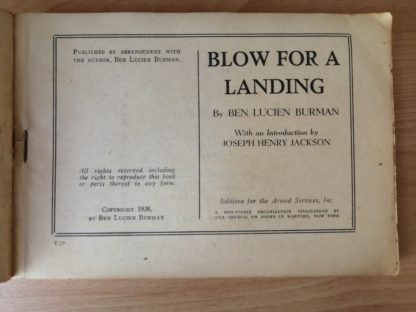 PUBLISHED BY ARRANGEMENT WITH
THE AUTHOR, BEN LUCIEN BURMAN.
All rights reserved including
the right to reproduce this book
or parts thereof in any form.
COPYRIGHT 1938,
BY BEN LUCIEN BURMAN
T-27
BLOW FOR A
LANDING
By BEN LUCIEN BURMAN
With an Introduction by
JOSEPH HENRY JACKSON
Editions for the Armed Services, Inc
A NON-PROFIT ORGANIZATION ESTABLISHED BY
THE COUNCIL ON BOOKS IN WARTIME, NEW YORK